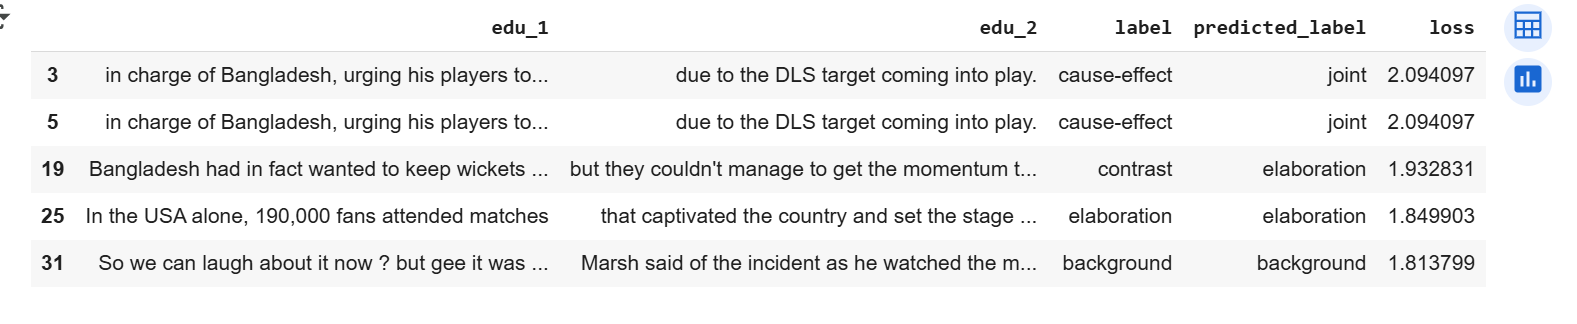 edu_1 edu_2 label predicted_label loss
3 in charge of Bangladesh, urging his players to... due to the DLS target coming into play. cause-effect joint 2.094097
5 in charge of Bangladesh, urging his players to... due to the DLS target coming into play. cause-effect joint 2.094097
19 Bangladesh had in fact wanted to keep wickets ... but they couldn't manage to get the momentum t... contrast elaboration 1.932831
25 In the USA alone, 190,000 fans attended matches that captivated the country and set the stage ... elaboration elaboration 1.849903
31 So we can laugh about it now ? but gee it was ... Marsh said of the incident as he watched the m... background background 1.813799